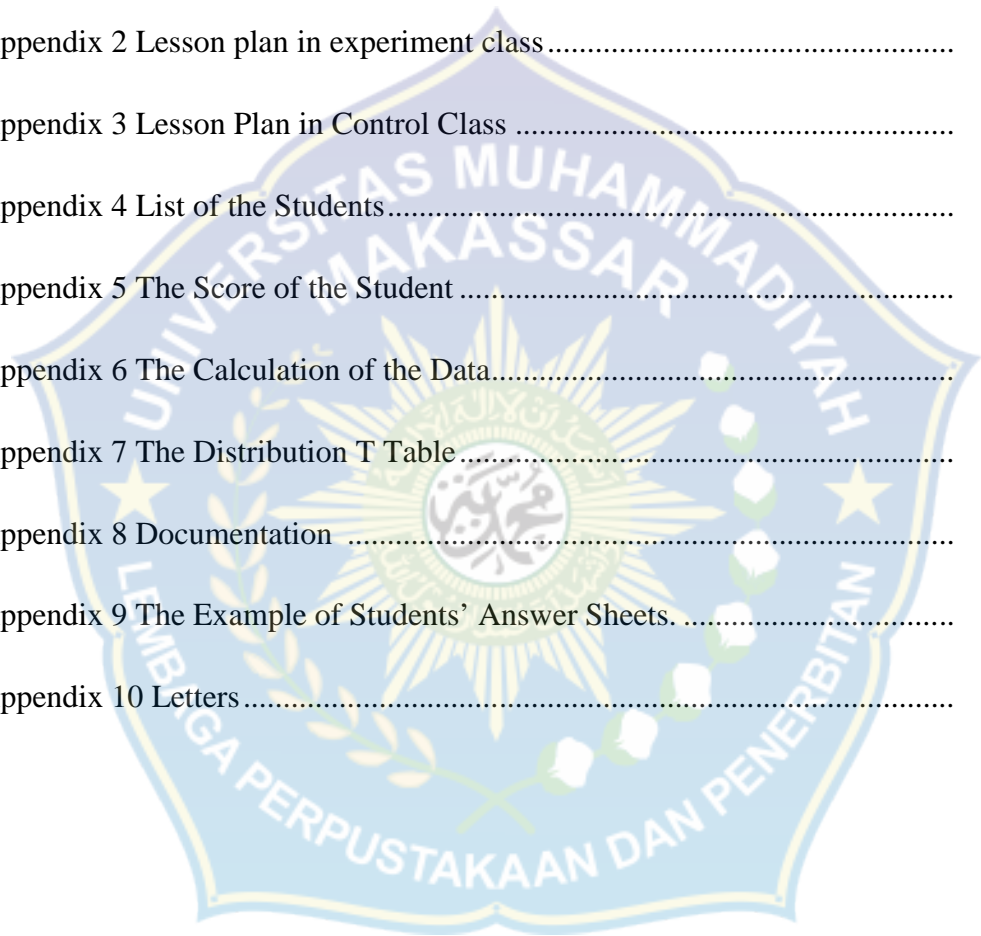 ppendix 2 Lesson plan in experiment class....................................................
ppendix 3 Lesson Plan in Control Class ........................................................
ppendix 4 List of the Students........................................................................
ppendix 5 The Score of the Student ...............................................................
ppendix 6 The Calculation of the Data...........................................................
ppendix 7 The Distribution T Table...............................................................
ppendix 8 Documentation .............................................................................
ppendix 9 The Example of Students’ Answer Sheets. ...................................
ppendix 10 Letters...........................................................................................
UNIVERSITAS MUHAMMADIYAH
MAKASSAR
LEMBAGA PERPUSTAKAAN DAN PENERBITAN